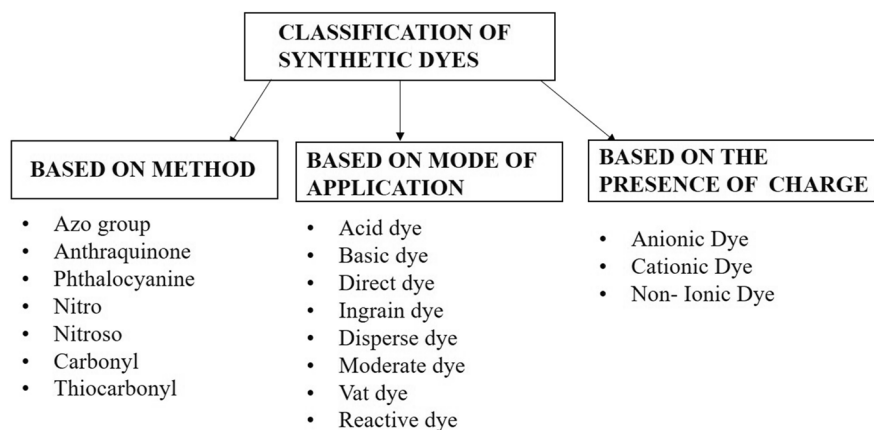 CLASSIFICATION OF
SYNTHETIC DYES
BASED ON METHOD
• Azo group
• Anthraquinone
• Phthalocyanine
• Nitro
• Nitroso
• Carbonyl
• Thiocarbonyl
BASED ON MODE OF
APPLICATION
• Acid dye
• Basic dye
• Direct dye
• Ingrain dye
• Disperse dye
• Moderate dye
• Vat dye
• Reactive dye
BASED ON THE
PRESENCE OF CHARGE
• Anionic Dye
• Cationic Dye
• Non- Ionic Dye